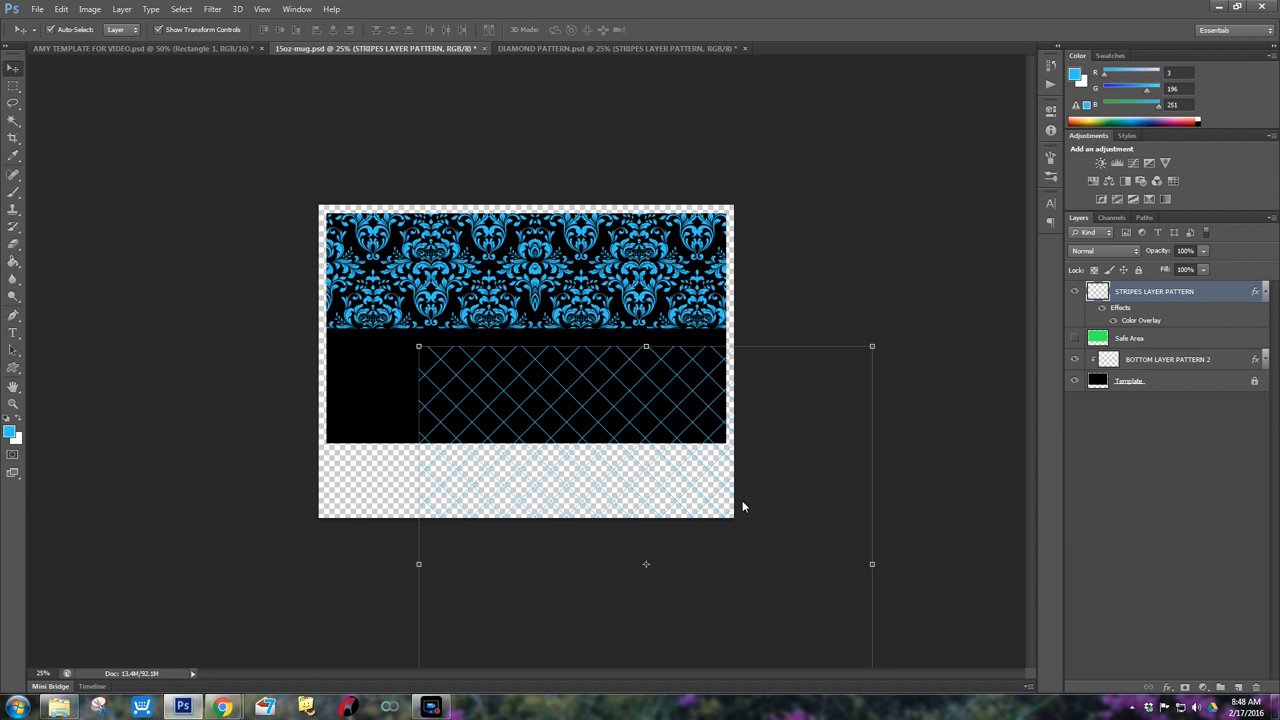 Ps File Edit Image Layer Type Select Filter 3D View Window Help
Auto-Select: Layer Show Transform Controls 3D Mode: Essentials
AMY TEMPLATE FOR VIDEO.psd @ 50% (Rectangle 1, RGB/16) * × 15oz-mug.psd @ 25% (STRIPES LAYER PATTERN, RGB/8) * × DIAMOND PATTERN.psd @ 25% (STRIPES LAYER PATTERN, RGB/8) * ×
Color Swatches
R 3
G 196
B 251
Adjustments Styles
Add an adjustment
Layers Channels Paths
Kind
Normal Opacity: 100%
Lock: Fill: 100%
STRIPES LAYER PATTERN fx
Effects
Color Overlay
Safe Area
BOTTOM LAYER PATTERN 2 fx
Template
25% Doc: 13.4M/92.1M
Mini Bridge Timeline
8:48 AM
2/17/2016